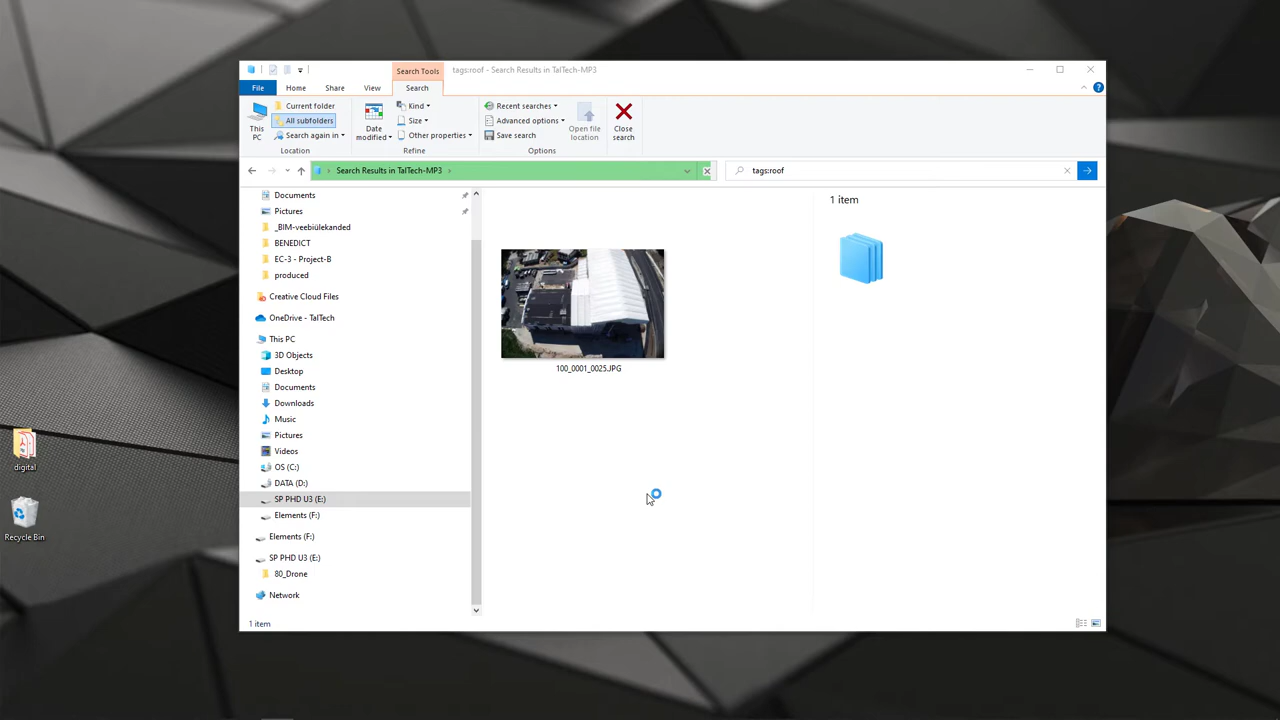 Search Tools
tags:roof - Search Results in TalTech-MP3
File
Home
Share
View
Search
This PC
Current folder
All subfolders
Search again in
Location
Date modified
Kind
Size
Other properties
Refine
Recent searches
Advanced options
Save search
Open file location
Options
Close search
Search Results in TalTech-MP3
tags:roof
Documents
Pictures
_BIM-veebiülekanded
BENEDICT
EC-3 - Project-B
produced
Creative Cloud Files
OneDrive - TalTech
This PC
3D Objects
Desktop
Documents
Downloads
Music
Pictures
Videos
OS (C:)
DATA (D:)
SP PHD U3 (E:)
Elements (F:)
Elements (F:)
SP PHD U3 (E:)
80_Drone
Network
100_0001_0025.JPG
1 item
1 item
digital
Recycle Bin